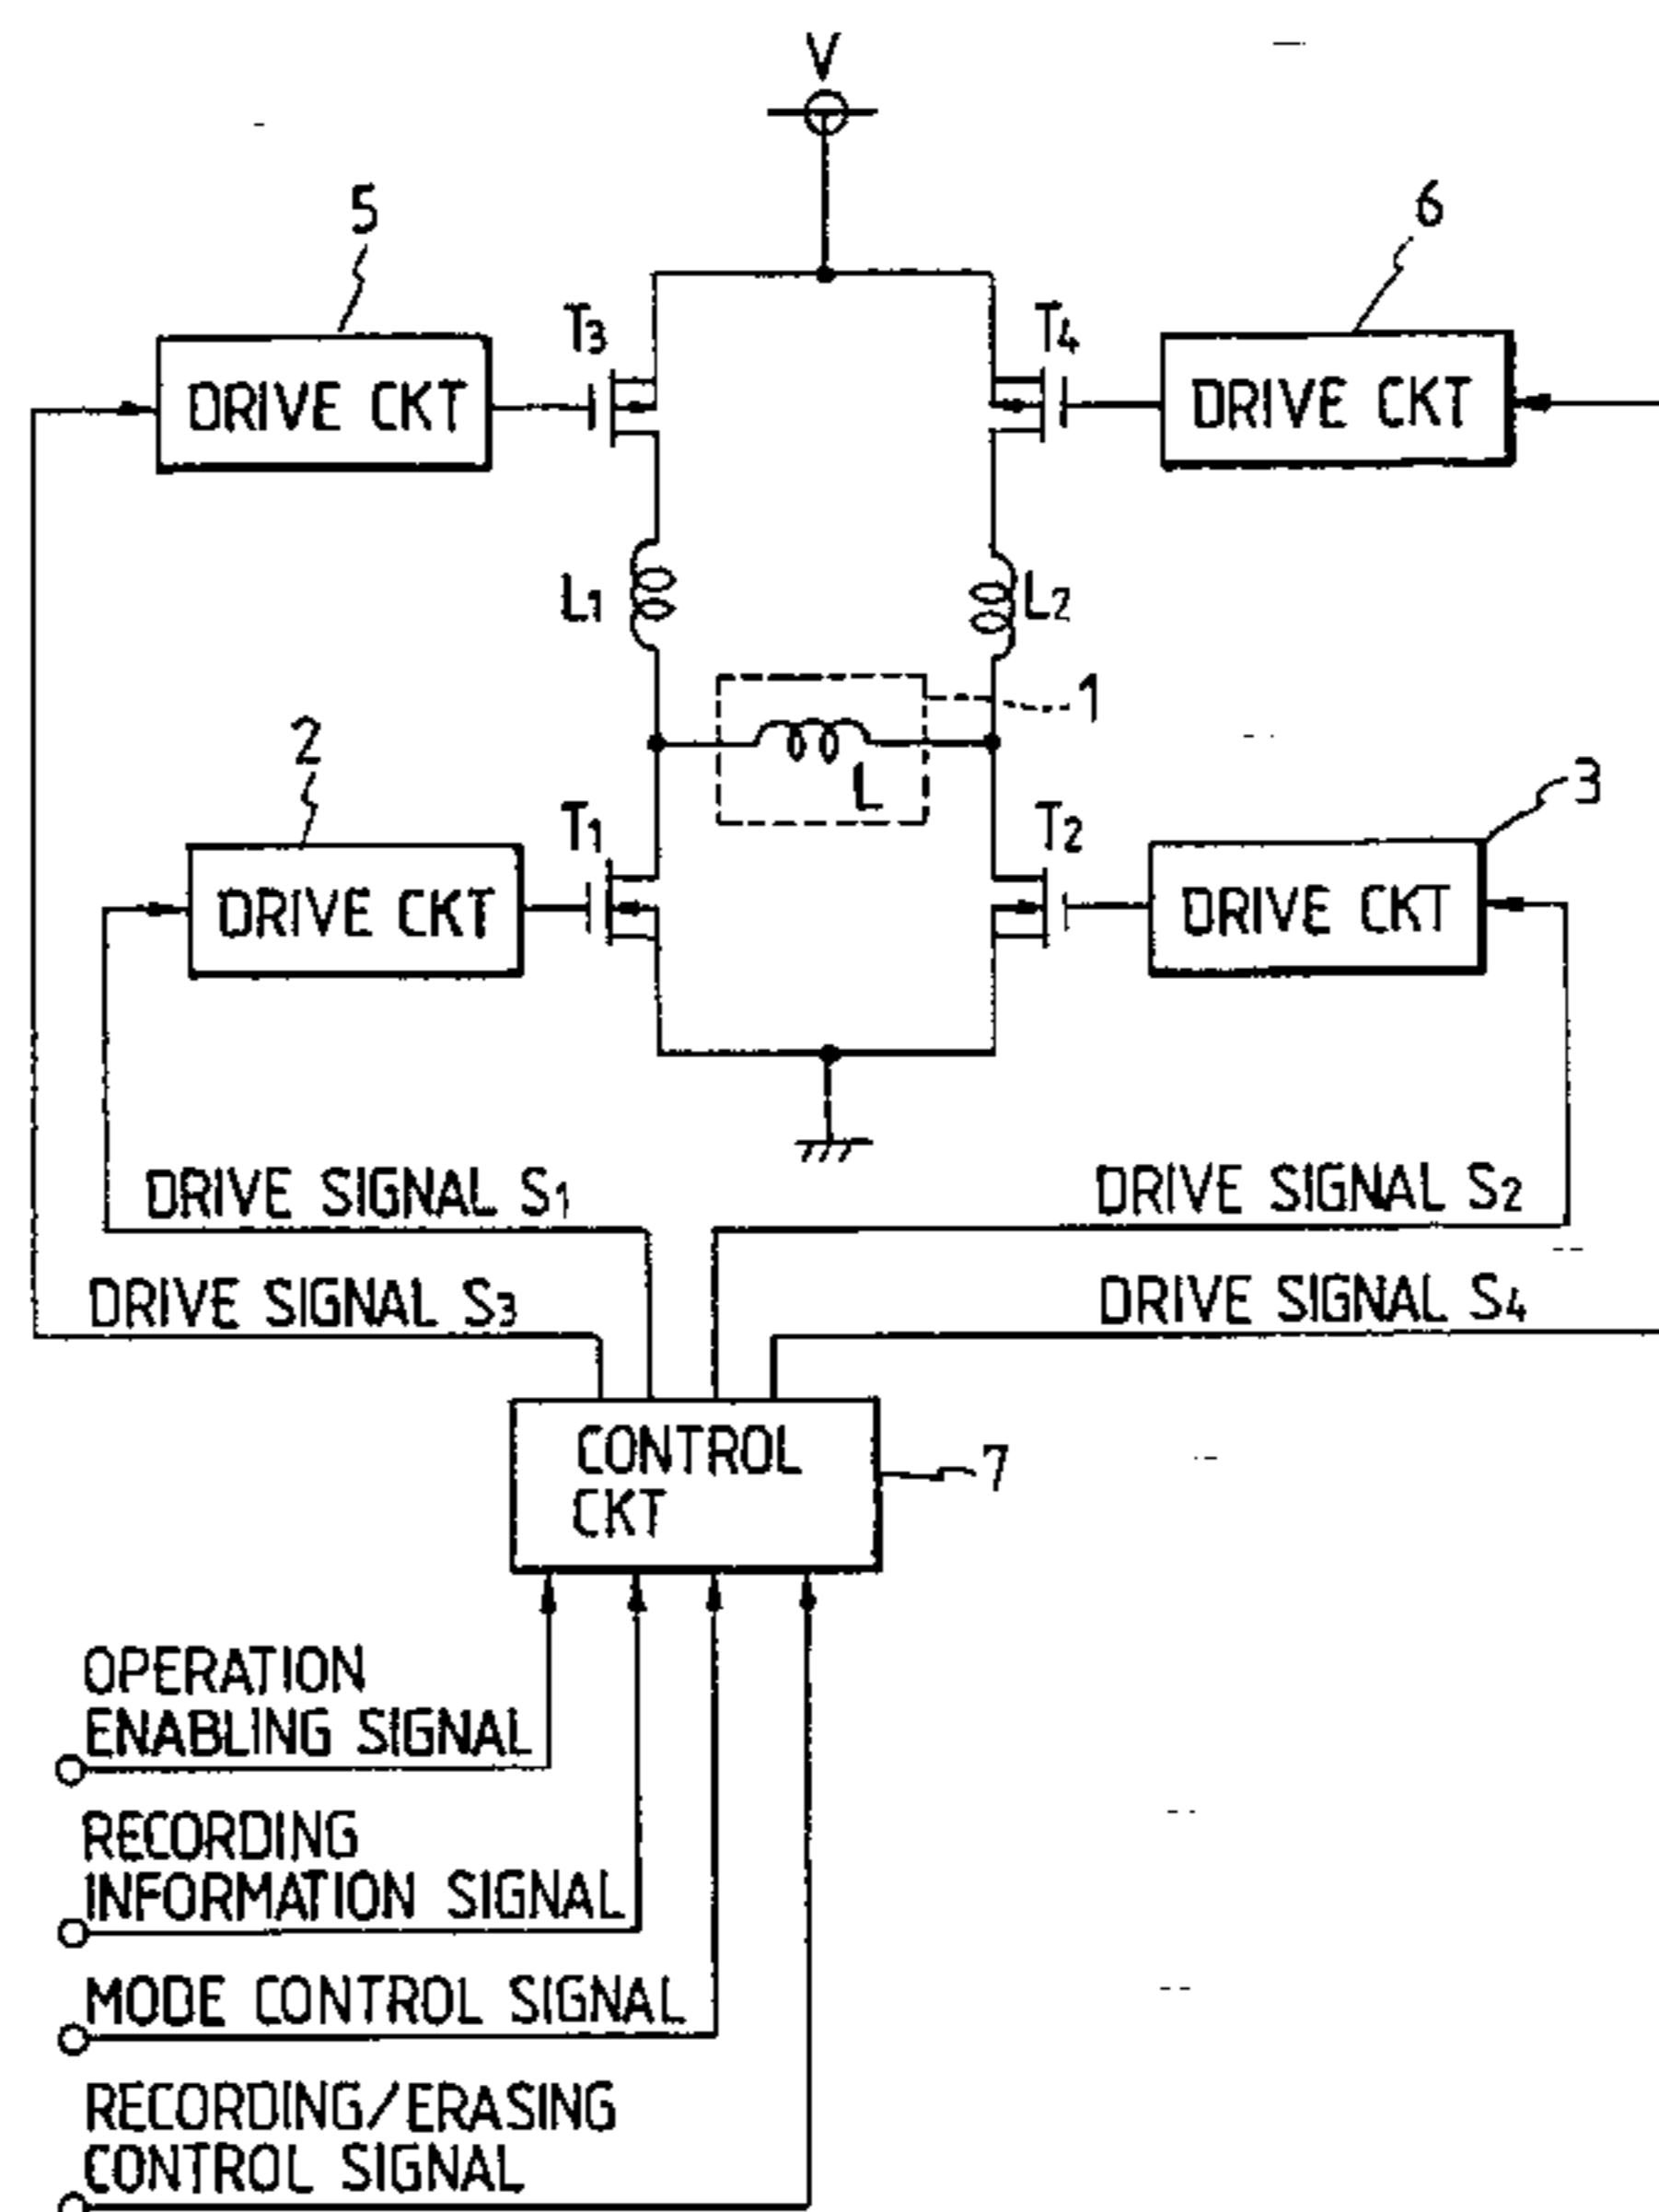 V
5
6
T3
T4
DRIVE CKT
DRIVE CKT
L1
L2
1
2
L
3
T1
T2
DRIVE CKT
DRIVE CKT
DRIVE SIGNAL S1
DRIVE SIGNAL S2
DRIVE SIGNAL S3
DRIVE SIGNAL S4
CONTROL
CKT
7
OPERATION
ENABLING SIGNAL
RECORDING
INFORMATION SIGNAL
MODE CONTROL SIGNAL
RECORDING/ERASING
CONTROL SIGNAL